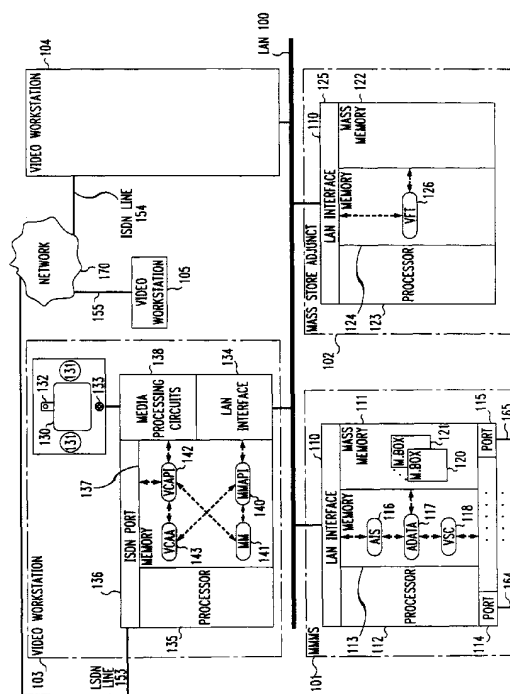 VIDEO WORKSTATION
104
LAN 100
ISDN LINE
154
NETWORK
170
155
VIDEO
WORKSTATION
105
103
VIDEO WORKSTATION
132
130
131
131
133
136
138
137
ISDN PORT
MEMORY
MEDIA
PROCESSING
CIRCUITS
VCAA
VCAPI
142
143
134
LAN
INTERFACE
MM
MMAPI
140
141
PROCESSOR
135
LSDN LINE
153
MASS STORE ADJUNCT
102
110
125
LAN INTERFACE
MEMORY
MASS
MEMORY
122
VFT
126
PROCESSOR
124
123
MMMS
101
110
LAN INTERFACE
MEMORY
MASS
MEMORY
111
AIS
116
M.BOX
121
M.BOX
120
ADATA
117
VSC
118
PROCESSOR
113
112
PORT
114
PORT
115
164
165